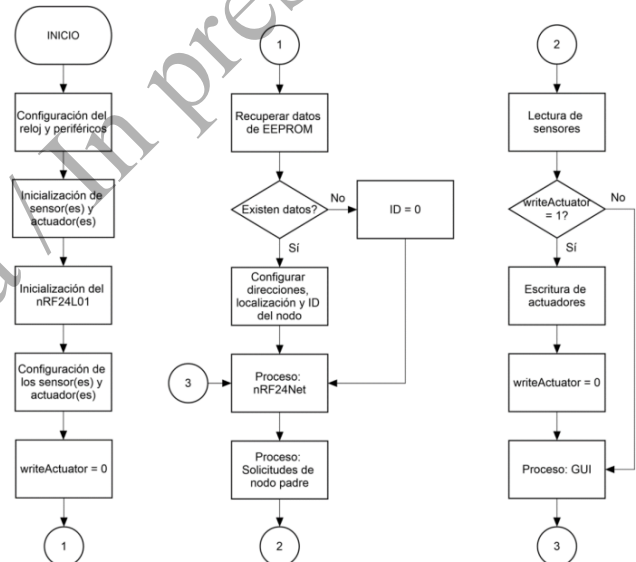 INICIO
Configuración del
reloj y periféricos
Inicialización de
sensor(es) y
actuador(es)
Inicialización del
nRF24L01
Configuración de
los sensor(es) y
actuador(es)
writeActuator = 0
1
1
Recuperar datos
de EEPROM
Existen datos?
No
ID = 0
Sí
Configurar
direcciones,
localización y ID
del nodo
3
Proceso:
nRF24Net
Proceso:
Solicitudes de
nodo padre
2
2
Lectura de
sensores
writeActuator
= 1?
No
Sí
Escritura de
actuadores
writeActuator = 0
Proceso: GUI
3
a / In pres